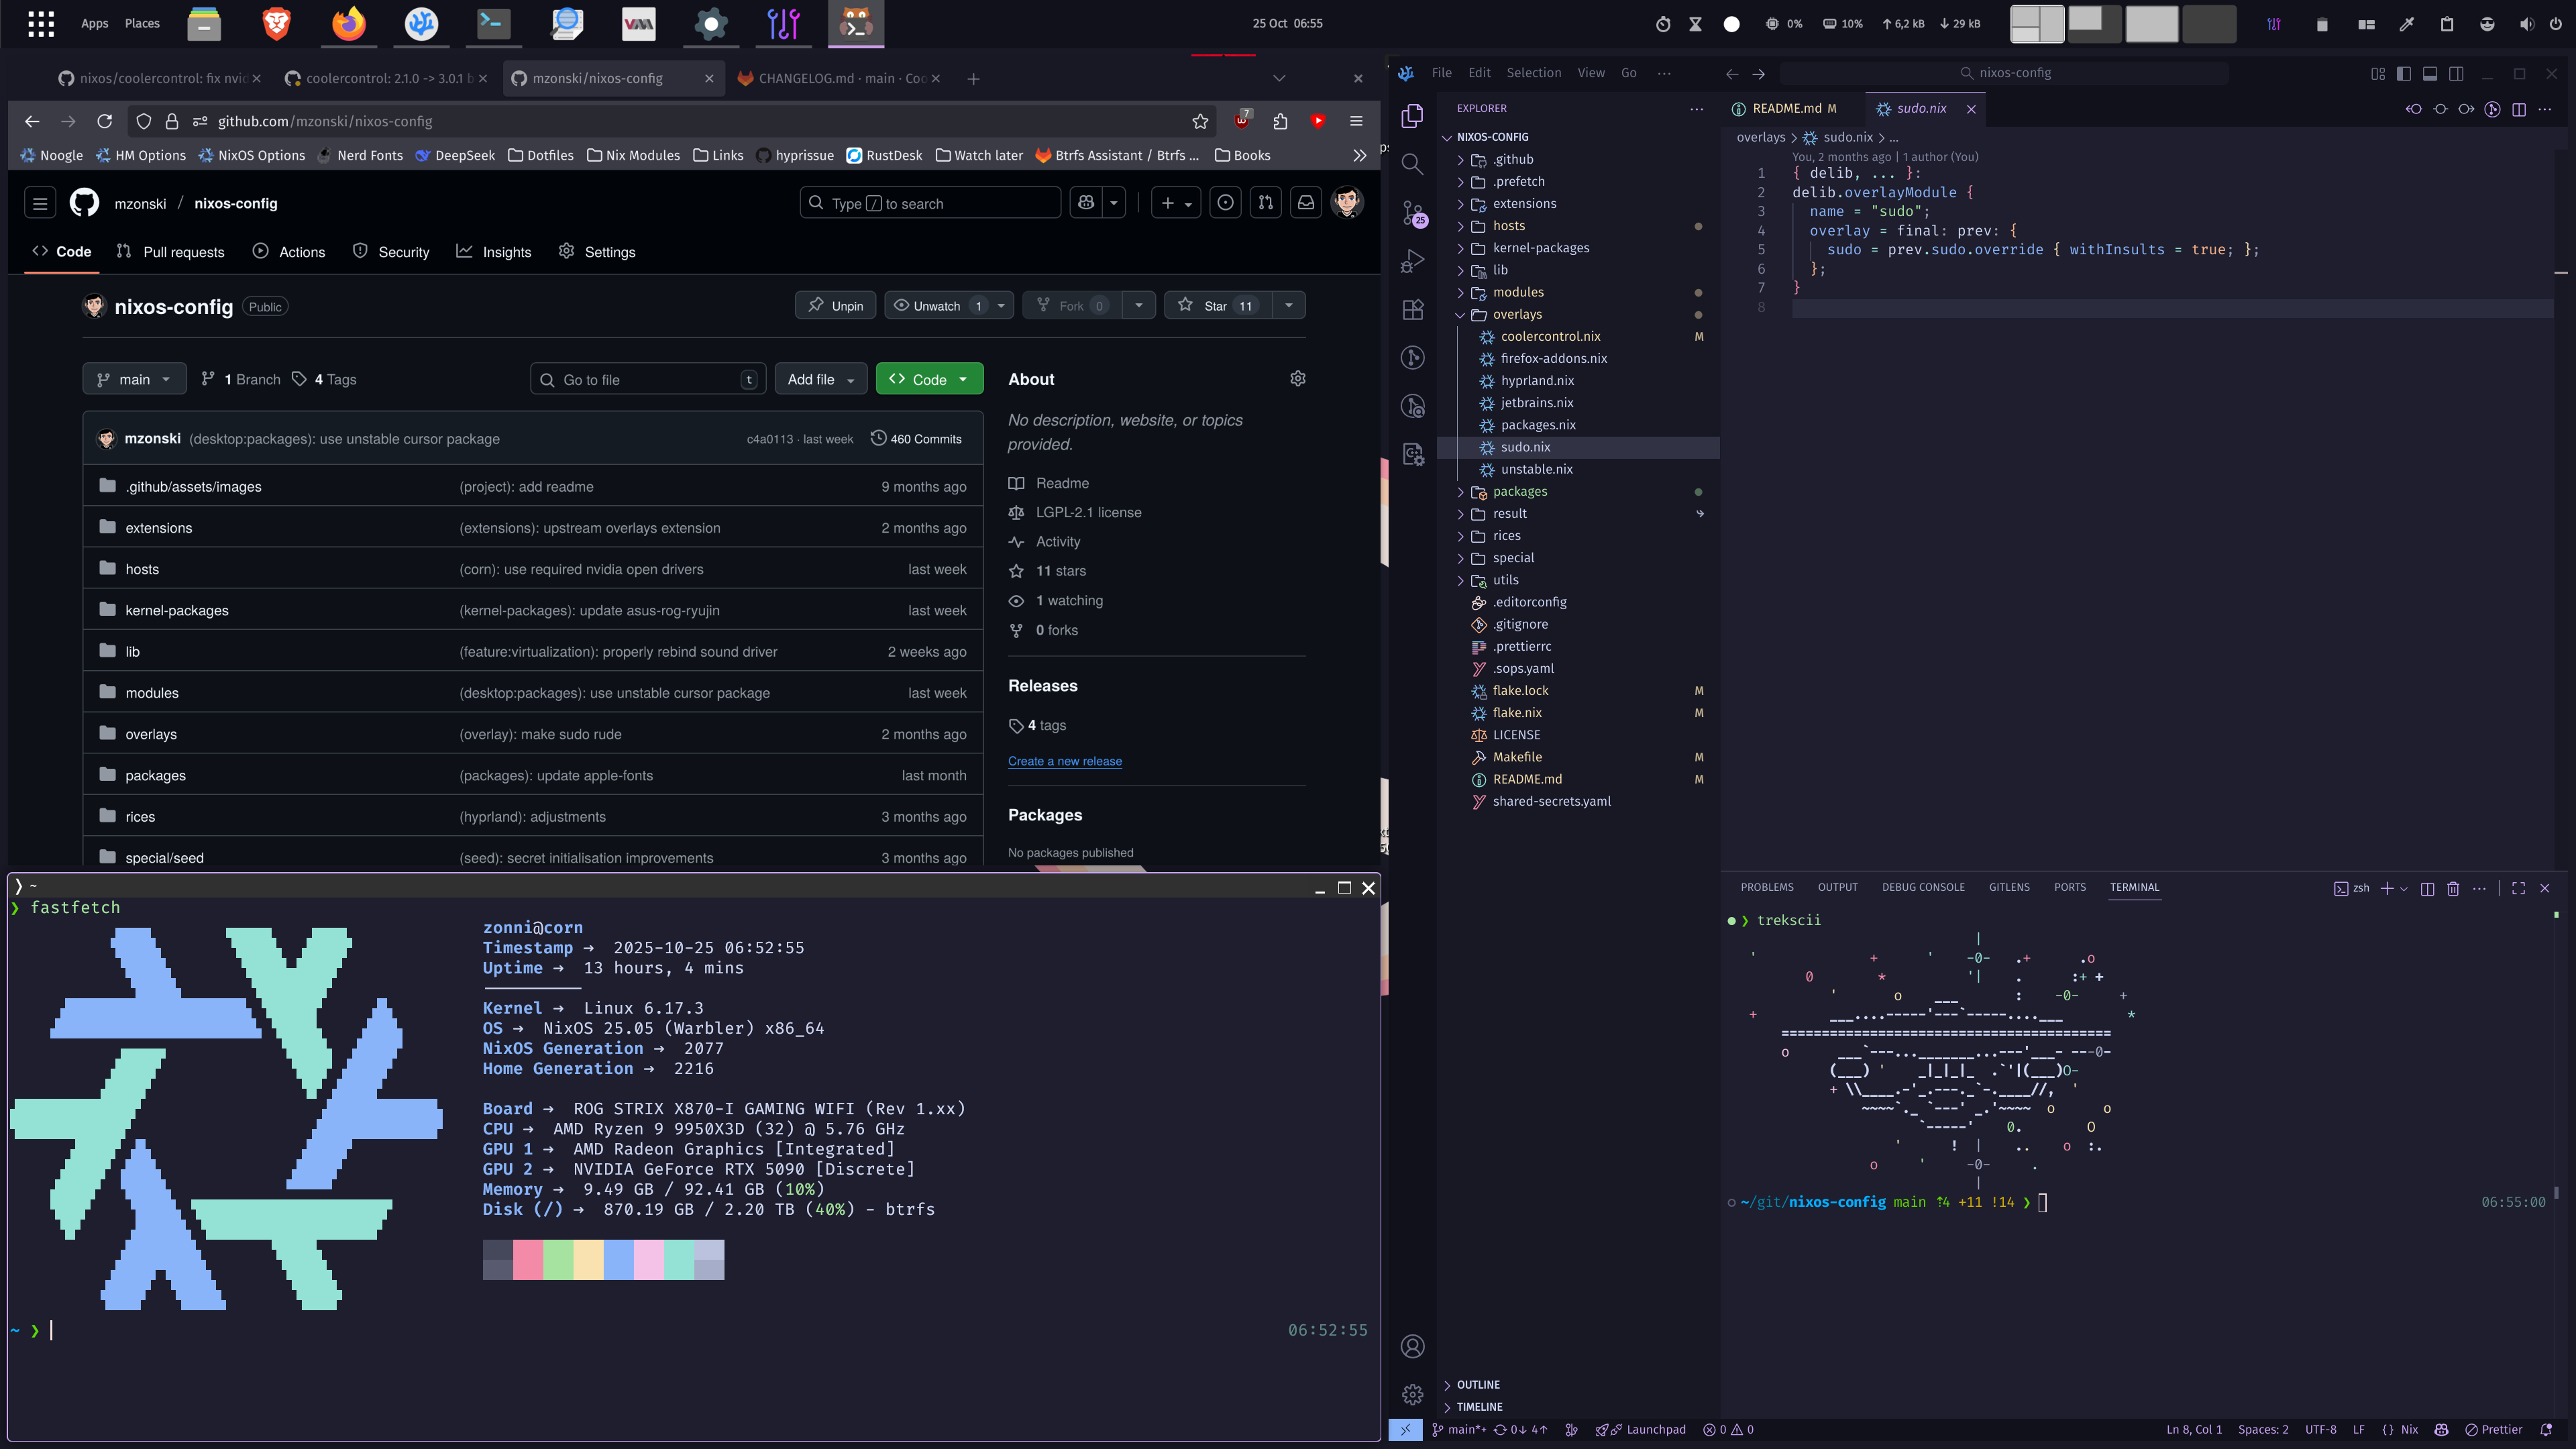 Apps Places
25 Oct 06:55
0% 10% ↑ 6,2 kB ↓ 29 kB
nixos/coolercontrol: fix nvid
coolercontrol: 2.1.0 -> 3.0.1 b
mzonski/nixos-config
CHANGELOG.md · main · Coo
github.com/mzonski/nixos-config
7
Noogle HM Options NixOS Options Nerd Fonts DeepSeek Dotfiles Nix Modules Links hyprissue RustDesk Watch later Btrfs Assistant / Btrfs ... Books
mzonski / nixos-config
Type / to search
Code Pull requests Actions Security Insights Settings
nixos-config Public
Unpin Unwatch 1 Fork 0 Star 11
main 1 Branch 4 Tags
Go to file t Add file Code
mzonski (desktop:packages): use unstable cursor package c4a0113 · last week 460 Commits
.github/assets/images (project): add readme 9 months ago
extensions (extensions): upstream overlays extension 2 months ago
hosts (corn): use required nvidia open drivers last week
kernel-packages (kernel-packages): update asus-rog-ryujin last week
lib (feature:virtualization): properly rebind sound driver 2 weeks ago
modules (desktop:packages): use unstable cursor package last week
overlays (overlay): make sudo rude 2 months ago
packages (packages): update apple-fonts last month
rices (hyprland): adjustments 3 months ago
special/seed (seed): secret initialisation improvements 3 months ago
About
No description, website, or topics
provided.
Readme
LGPL-2.1 license
Activity
11 stars
1 watching
0 forks
Releases
4 tags
Create a new release
Packages
No packages published
❯ ~
❯ fastfetch
zonni@corn
Timestamp → 2025-10-25 06:52:55
Uptime → 13 hours, 4 mins
Kernel → Linux 6.17.3
OS → NixOS 25.05 (Warbler) x86_64
NixOS Generation → 2077
Home Generation → 2216
Board → ROG STRIX X870-I GAMING WIFI (Rev 1.xx)
CPU → AMD Ryzen 9 9950X3D (32) @ 5.76 GHz
GPU 1 → AMD Radeon Graphics [Integrated]
GPU 2 → NVIDIA GeForce RTX 5090 [Discrete]
Memory → 9.49 GB / 92.41 GB (10%)
Disk (/) → 870.19 GB / 2.20 TB (40%) - btrfs
~ ❯ 06:52:55
File Edit Selection View Go ...
nixos-config
EXPLORER
25
NIXOS-CONFIG
.github
.prefetch
extensions
hosts
kernel-packages
lib
modules
overlays
coolercontrol.nix M
firefox-addons.nix
hyprland.nix
jetbrains.nix
packages.nix
sudo.nix
unstable.nix
packages
result
rices
special
utils
.editorconfig
.gitignore
.prettierrc
.sops.yaml
flake.lock M
flake.nix M
LICENSE
Makefile M
README.md M
shared-secrets.yaml
OUTLINE
TIMELINE
README.md M
sudo.nix
overlays > sudo.nix > ...
You, 2 months ago | 1 author (You)
1 { delib, ... }:
2 delib.overlayModule {
3 name = "sudo";
4 overlay = final: prev: {
5 sudo = prev.sudo.override { withInsults = true; };
6 };
7 }
8
PROBLEMS OUTPUT DEBUG CONSOLE GITLENS PORTS TERMINAL
zsh
❯ trekscii
~/git/nixos-config main ⇡4 +11 !14 ❯ 06:55:00
main*+ 0↓ 4↑ Launchpad 0 0
Ln 8, Col 1 Spaces: 2 UTF-8 LF { } Nix Prettier